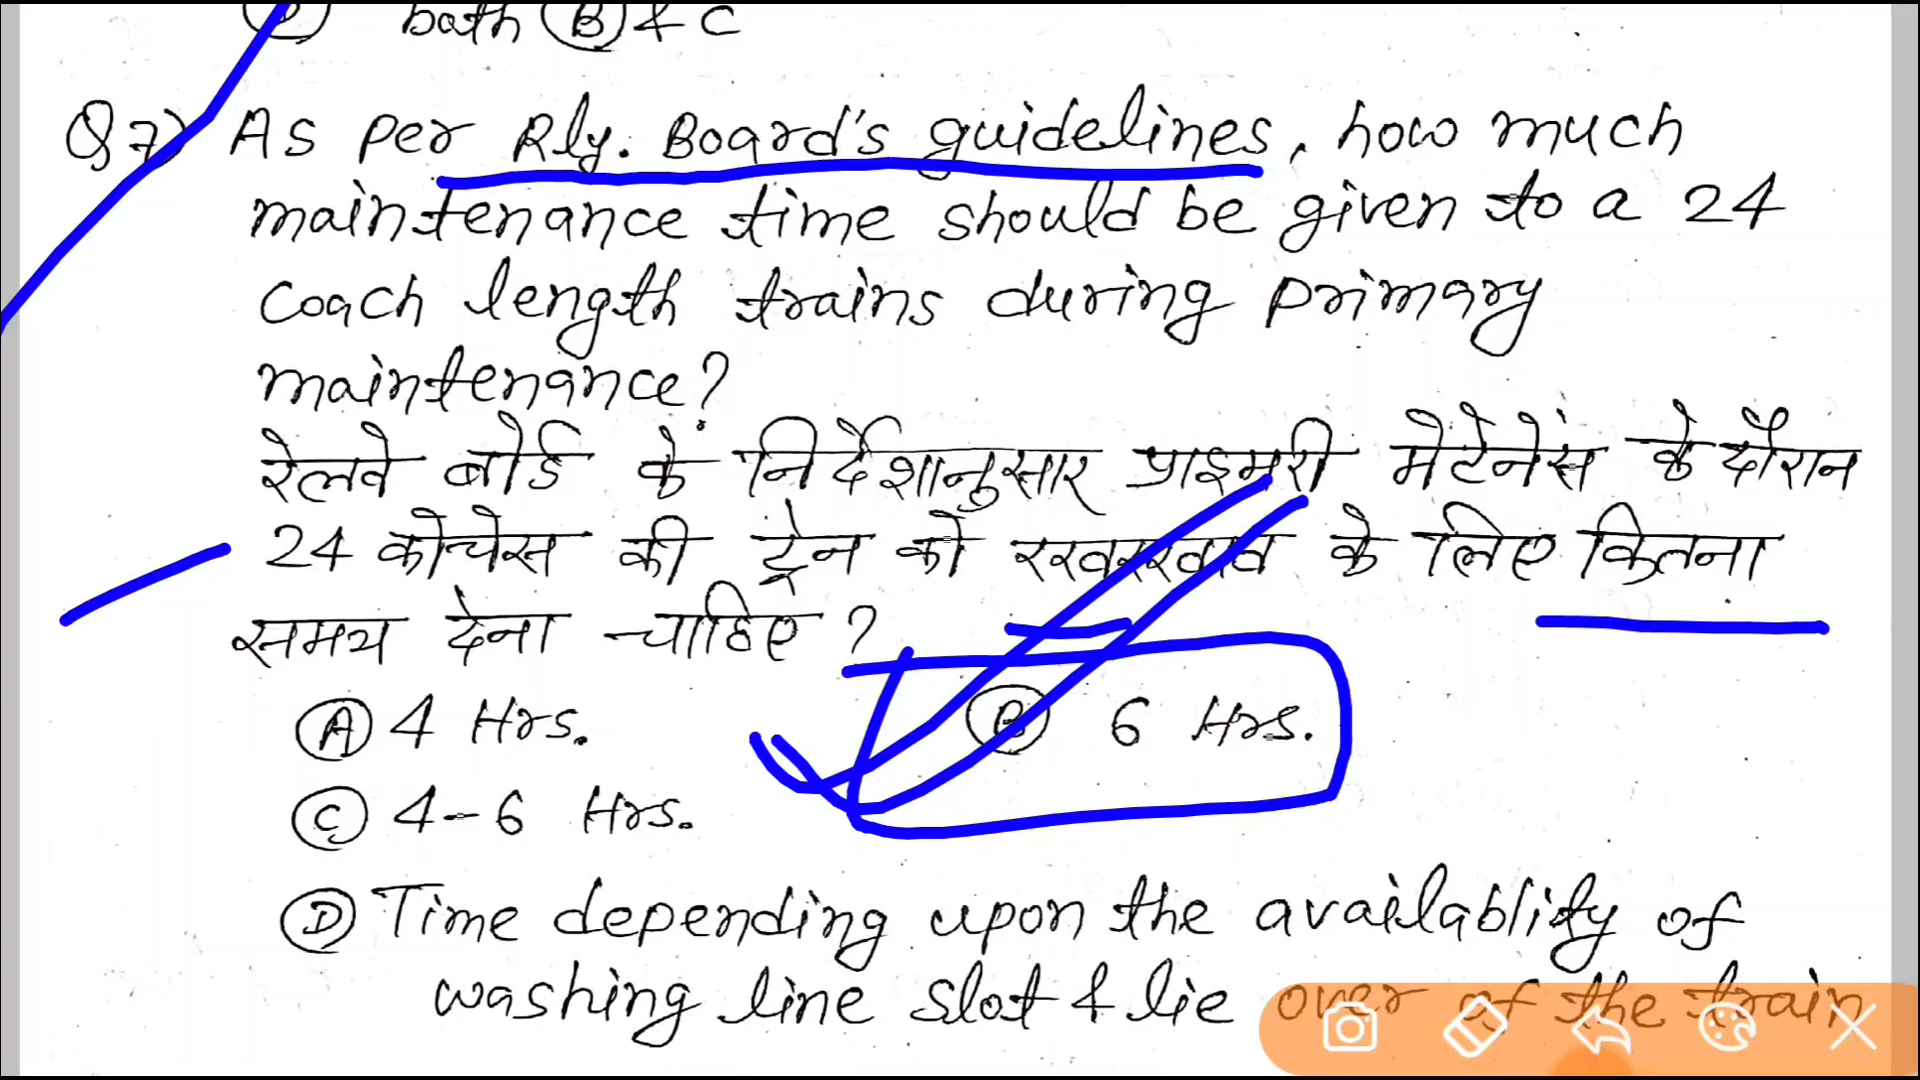 (D) both (B) & C
Q7) As per Rly. Board's guidelines, how much
maintenance time should be given to a 24
coach length trains during primary
maintenance?
रेलवे बोर्ड के निर्देशानुसार प्राइमरी मेटेनेंस के दौरान
24 कोचेस की ट्रेन को रखरखाव के लिए कितना
समय देना चाहिए ?
(A) 4 Hrs. (B) 6 Hrs.
(C) 4-6 Hrs.
(D) Time depending upon the availablity of
washing line slot & lie over of the train